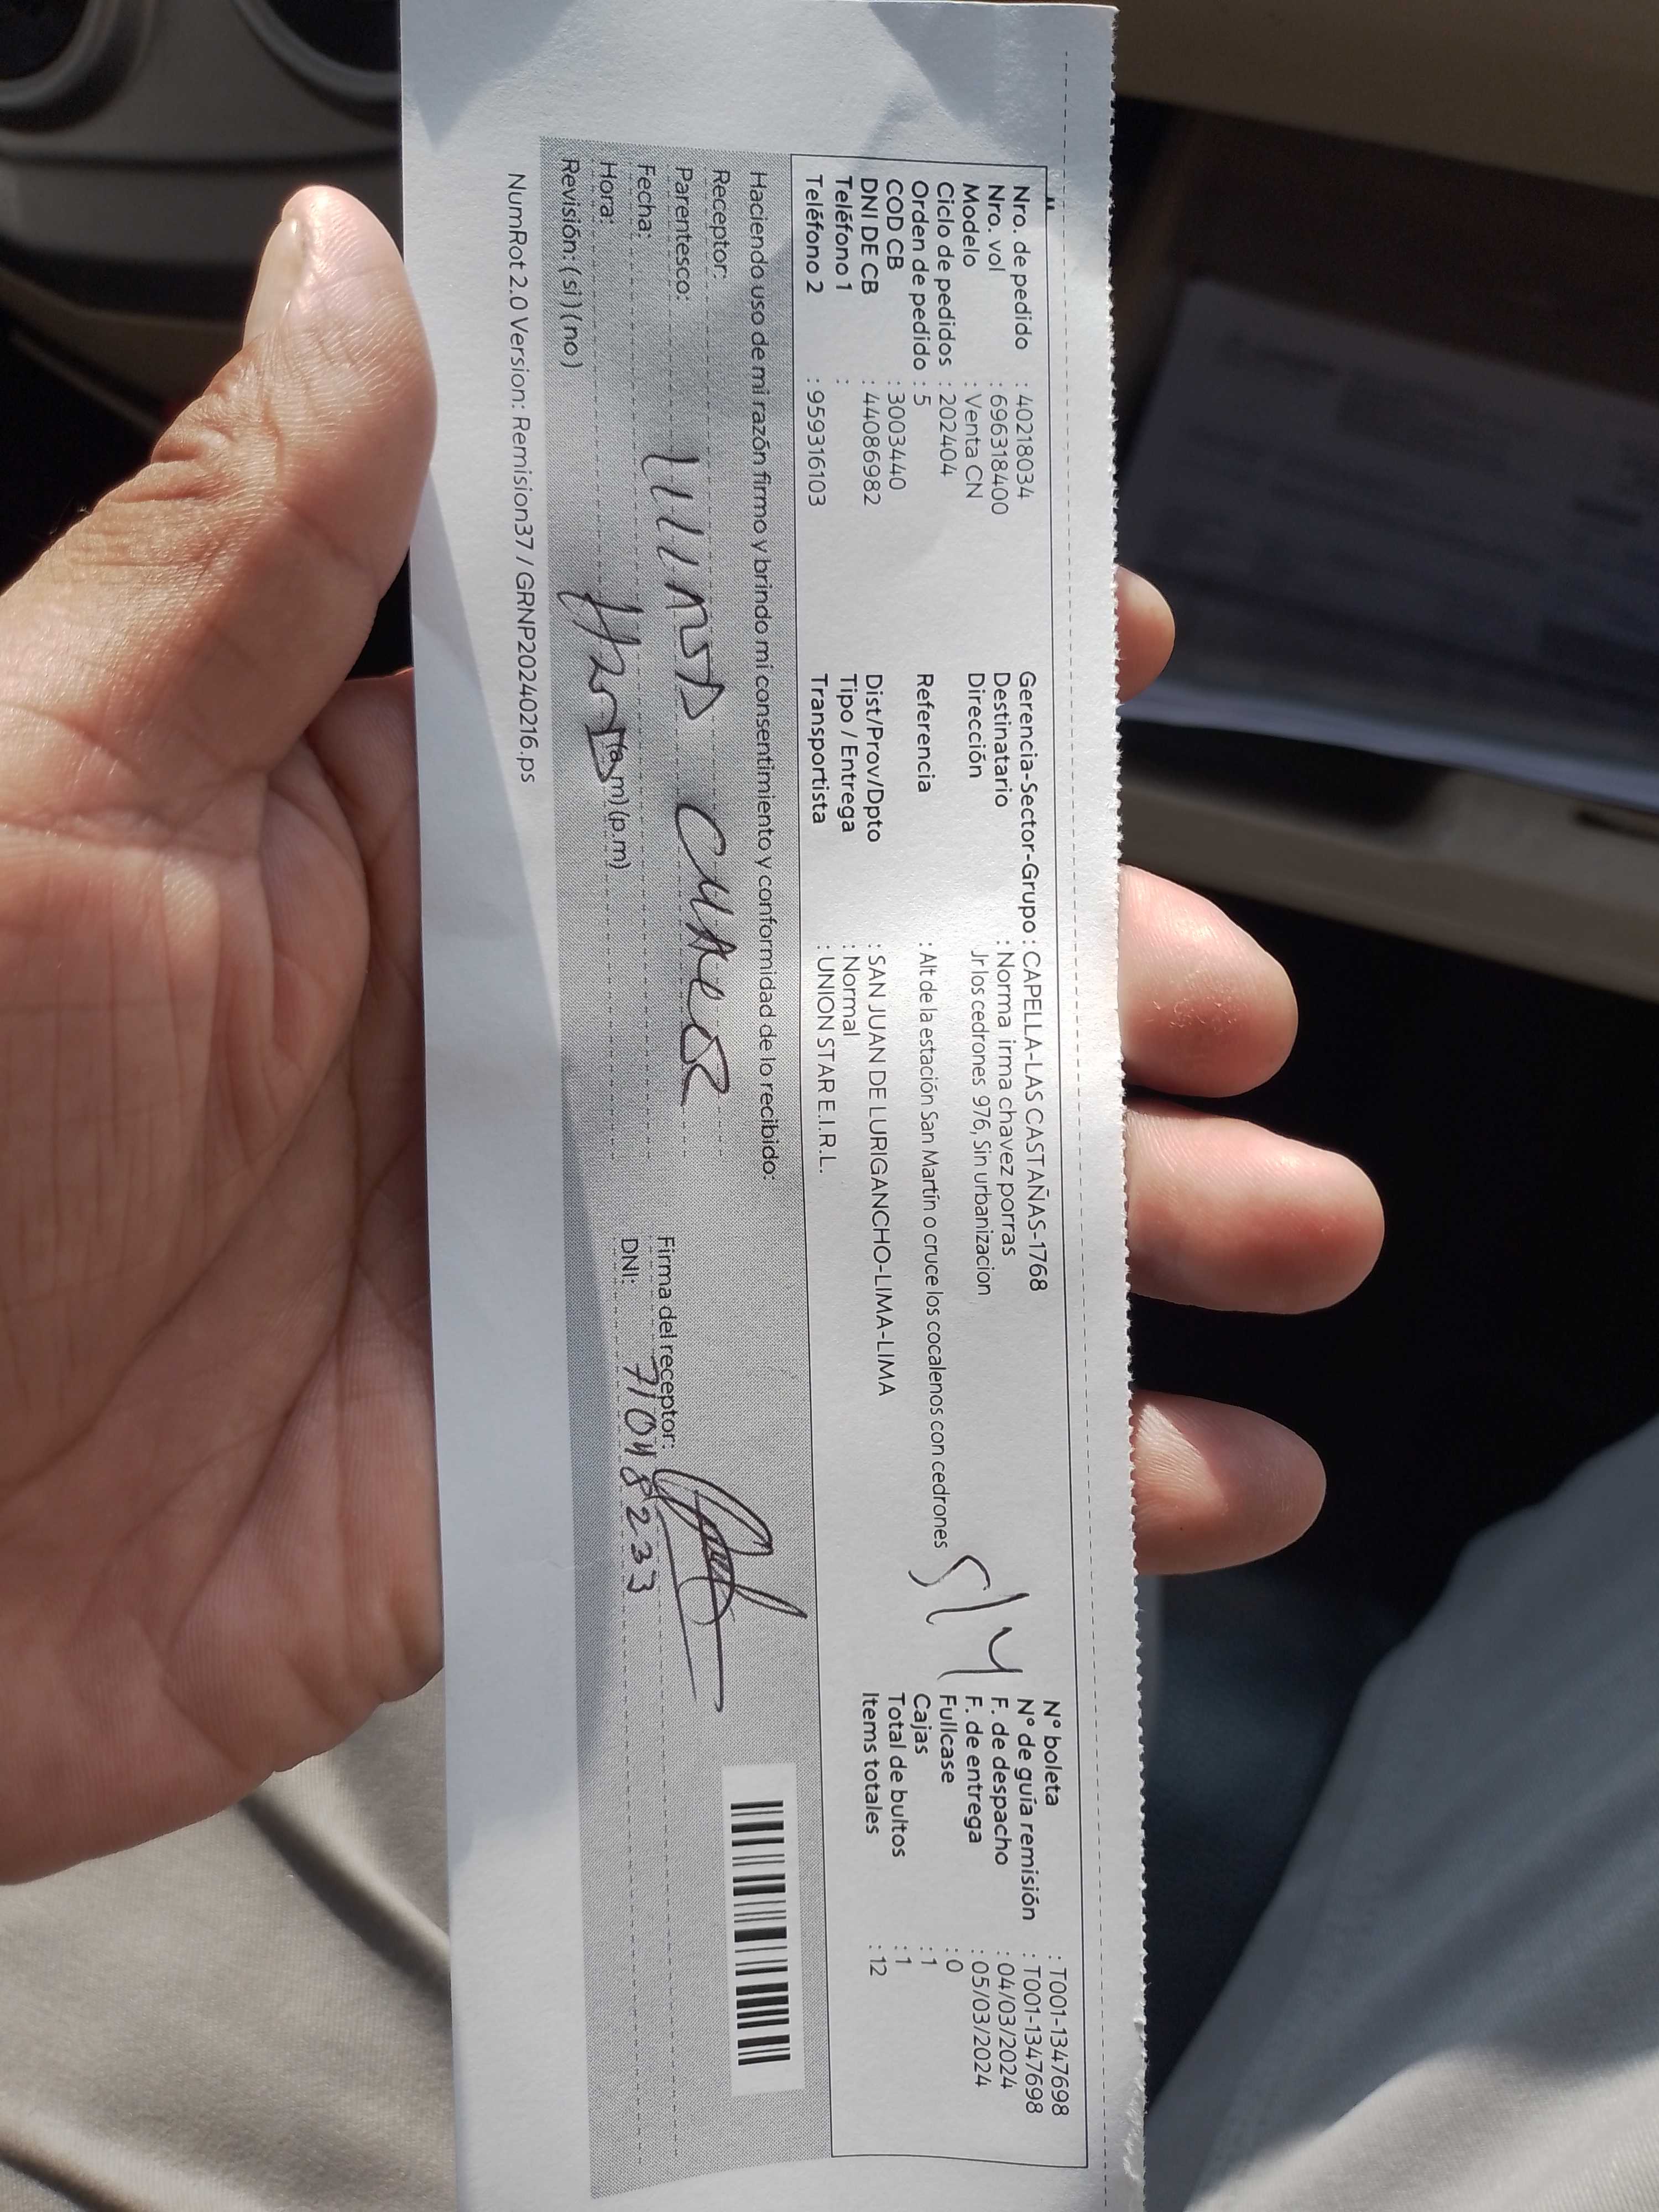 Nro. de pedido : 40218034
Nro. vol : 696318400
Modelo : Venta CN
Ciclo de pedidos : 202404
Orden de pedido : 5
COD CB : 3003440
DNI DE CB : 44086982
Teléfono 1 :
Teléfono 2 : 959316103
Gerencia-Sector-Grupo : CAPELLA-LAS CASTAÑAS-1768
Destinatario : Norma irma chavez porras
Dirección : Jr los cedrones 976, Sin urbanizacion
Referencia : Alt de la estación San Martín o cruce los cocalenos con cedrones
Dist/Prov/Dpto : SAN JUAN DE LURIGANCHO-LIMA-LIMA
Tipo / Entrega : Normal
Transportista : UNION STAR E.I.R.L.
5/4
N° boleta : T001-1347698
N° de guía remisión : T001-1347698
F. de despacho : 04/03/2024
F. de entrega : 05/03/2024
Fullcase : 0
Cajas : 1
Total de bultos : 1
Items totales : 12
Haciendo uso de mi razón firmo y brindo mi consentimiento y conformidad de lo recibido:
Receptor:
Parentesco:
Fecha:
Hora: (a.m) (p.m)
Revisión: (si) (no)
Firma del receptor:
DNI: 71048233
NumRot 2.0 Version: Remision37 / GRNP20240216.ps